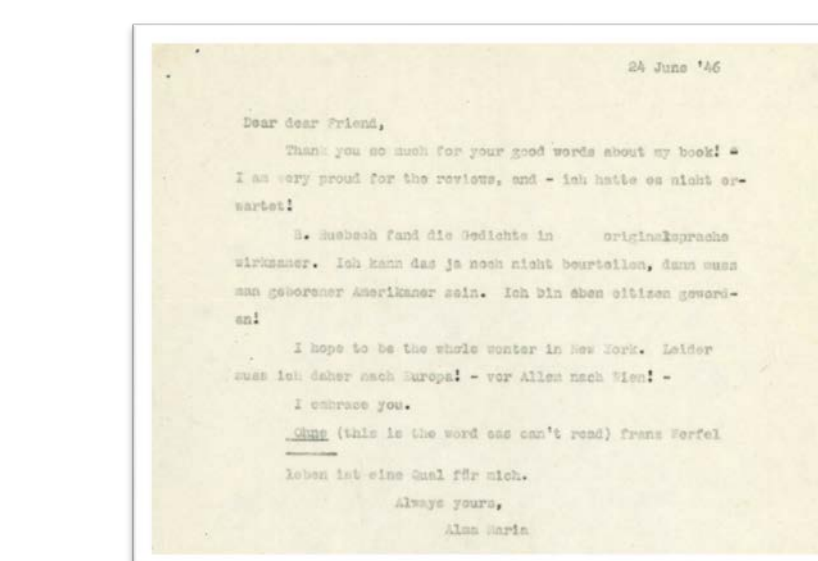 24 June '46
Dear dear Friend,
Thank you so much for your good words about my book! -
I am very proud for the reviews, and - ich hatte es nicht er-
wartet!
B. Huebsch fand die Gedichte in originalsprache
wirksamer. Ich kann das ja noch nicht beurteilen, dann muss
man geborener Amerikaner sein. Ich bin eben citizen geword-
en!
I hope to be the whole wonter in New York. Leider
muss ich daher nach Europa! - vor Allem nach Wien! -
I embrace you.
Ohne (this is the word can't read) franz Werfel
leben ist eine Qual für mich.
Always yours,
Alma Maria